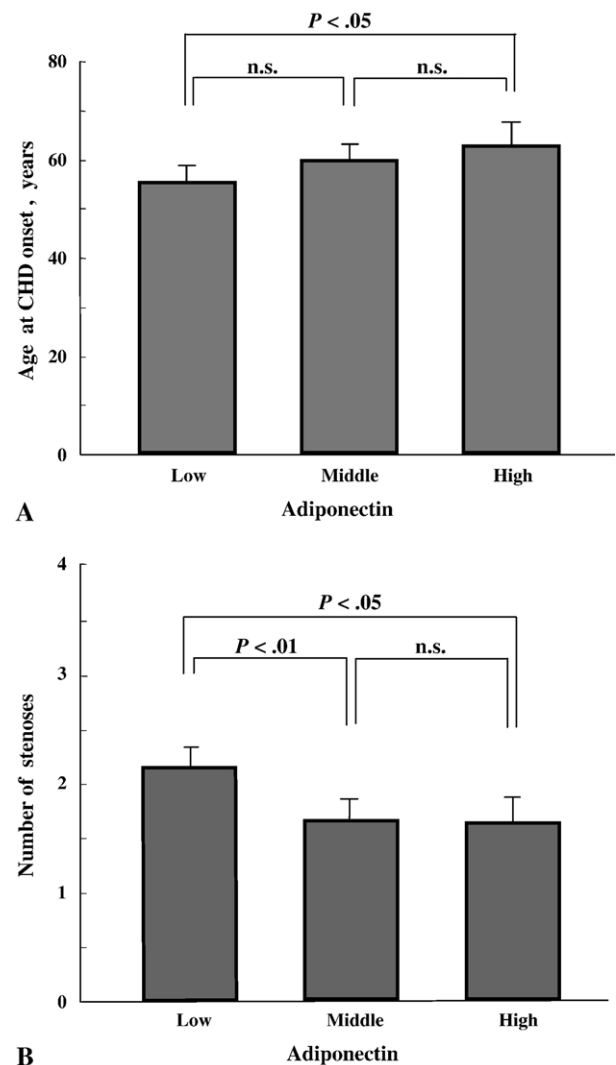 P < .05
n.s. n.s.
80
60
40
20
0
Age at CHD onset , years
Low Middle High
A Adiponectin
4
P < .05
P < .01 n.s.
3
2
1
0
Number of stenoses
Low Middle High
B Adiponectin